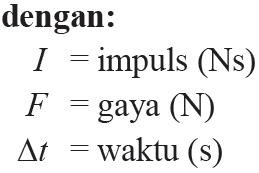 dengan:
I = impuls (Ns)
F = gaya (N)
Δt = waktu (s)